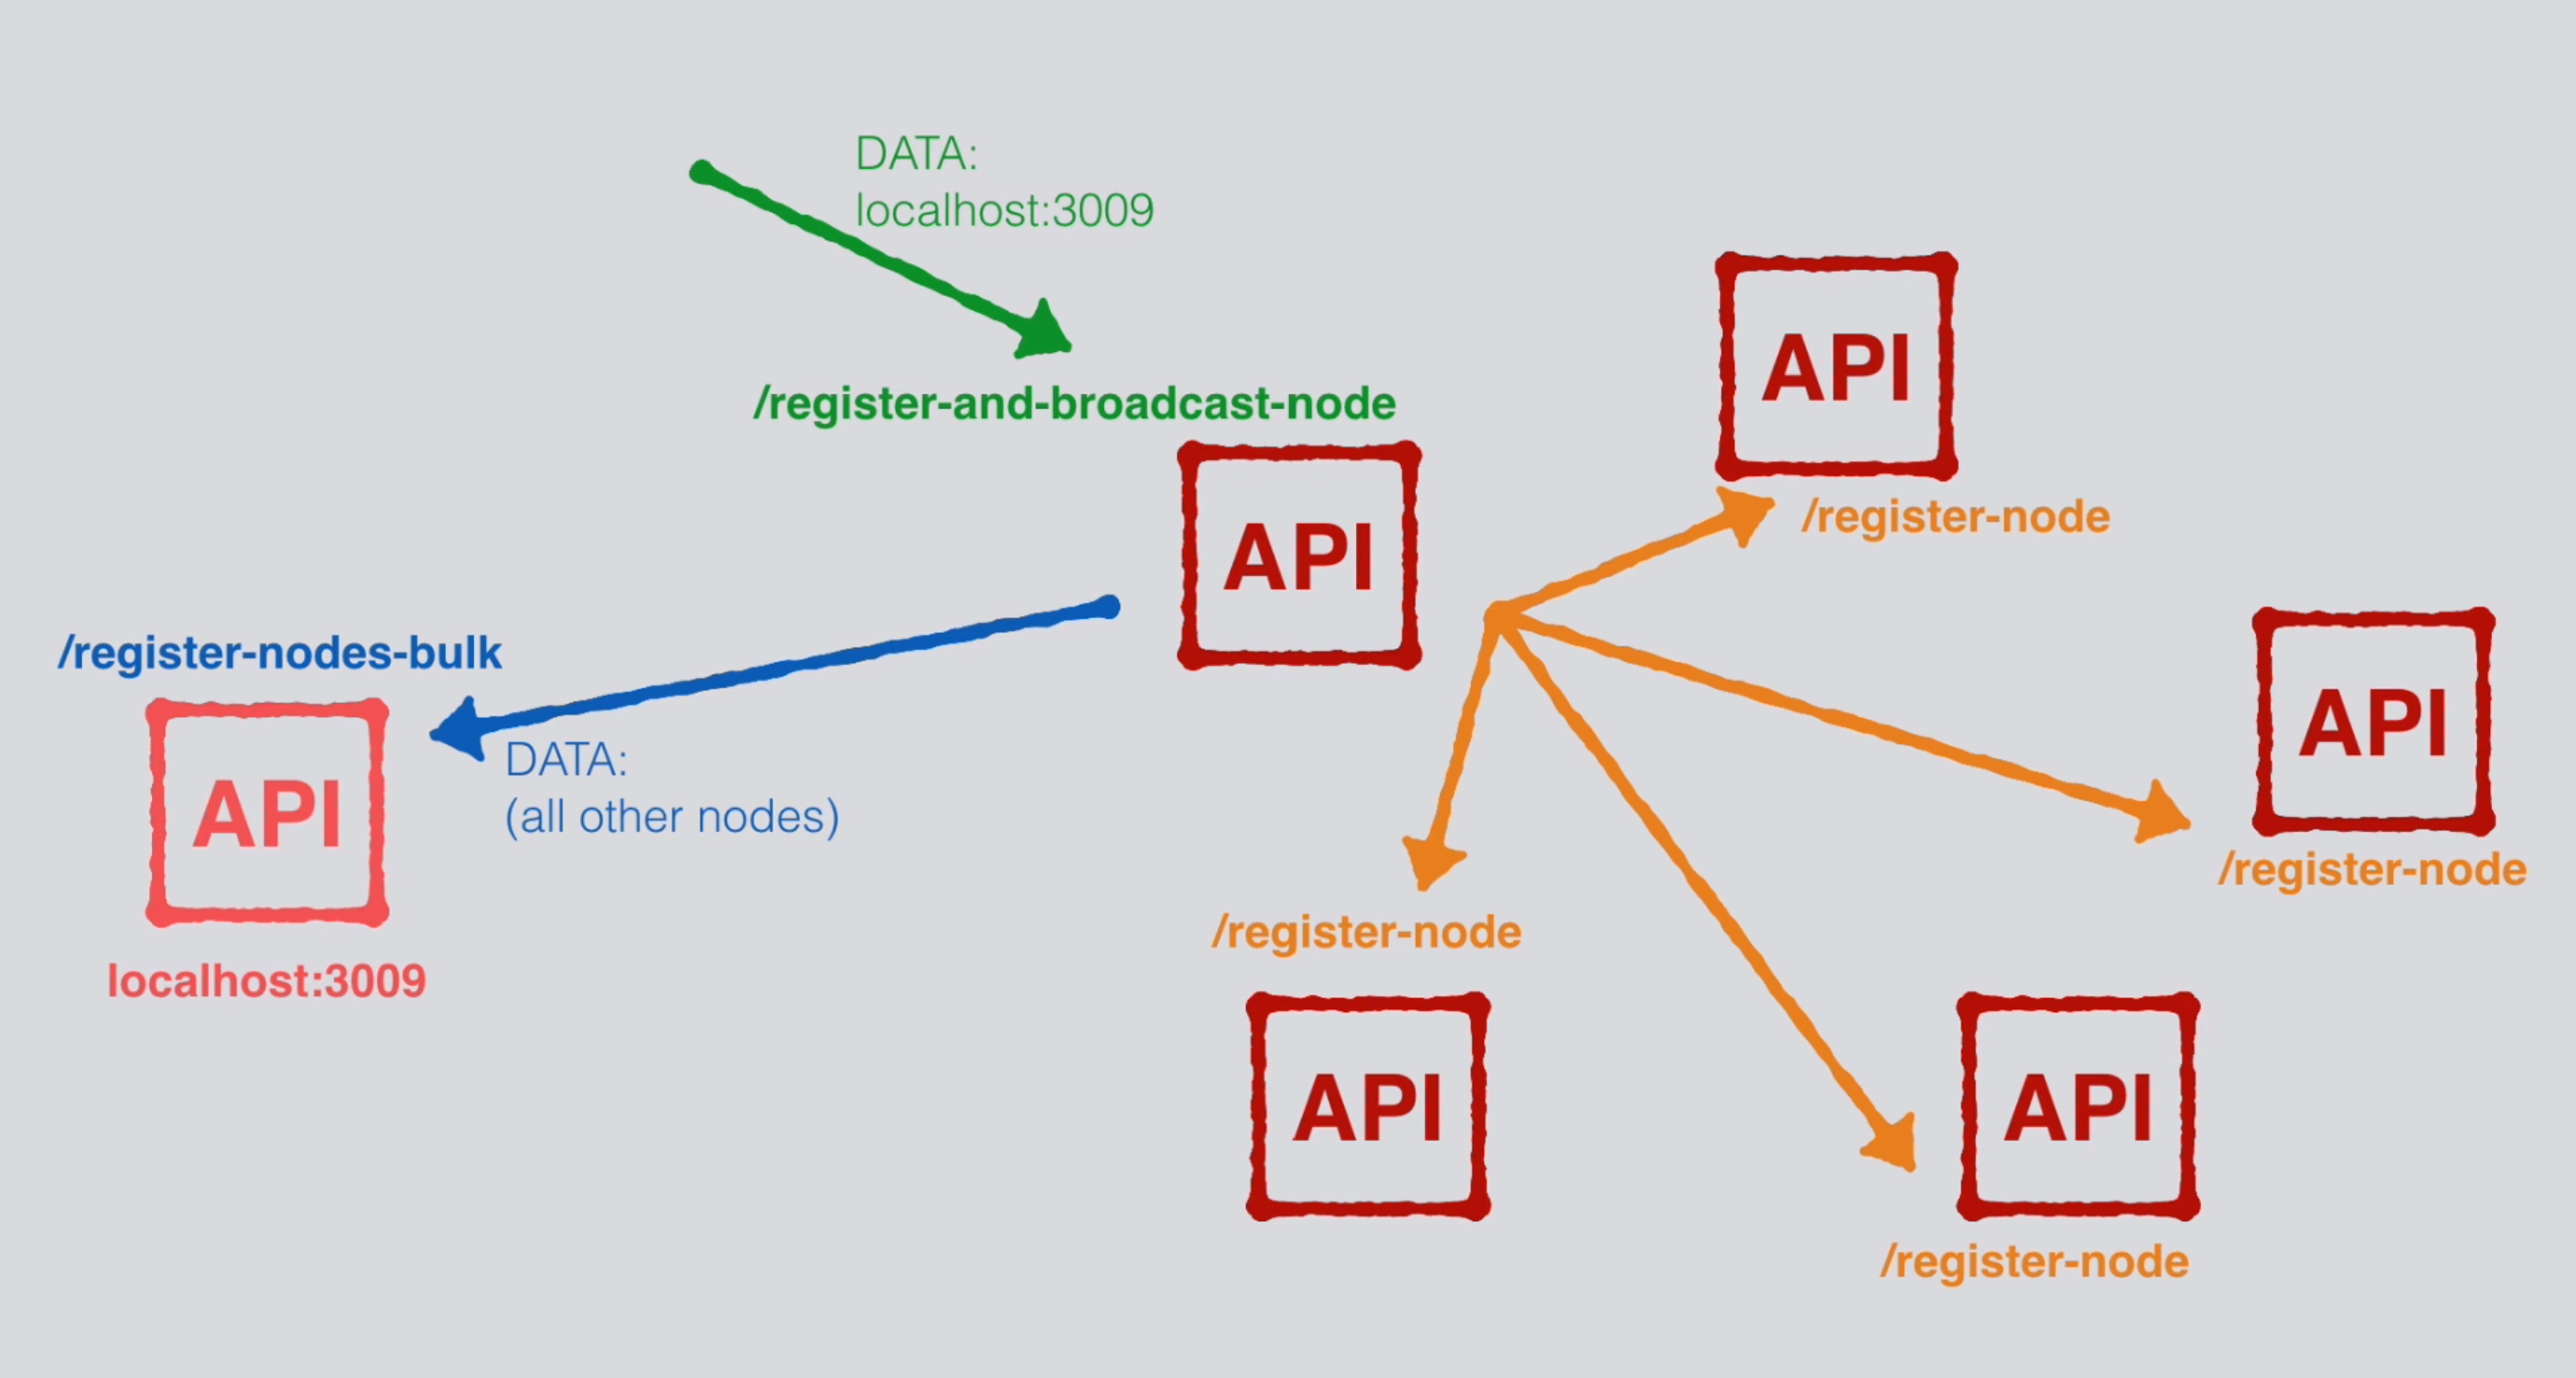 DATA:
localhost:3009
/register-and-broadcast-node
API
API
/register-node
/register-nodes-bulk
API
localhost:3009
DATA:
(all other nodes)
API
/register-node
/register-node
API
API
/register-node